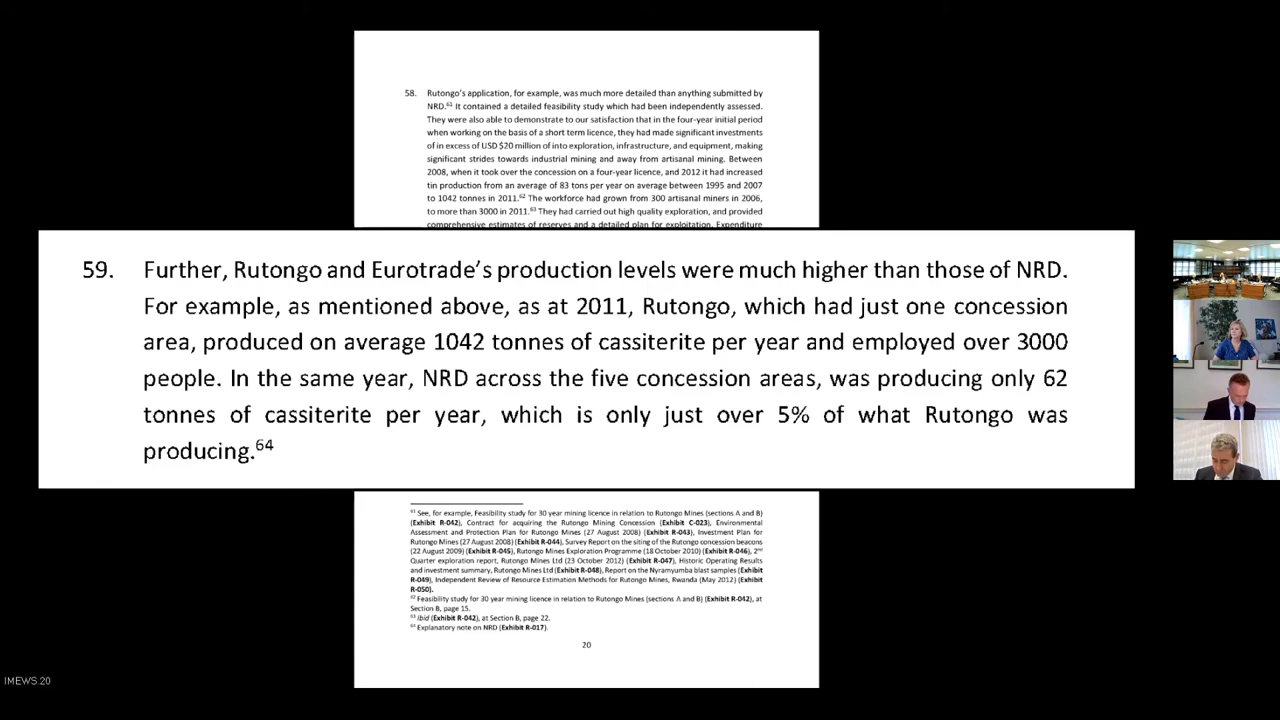 58. Rutongo's application, for example, was much more detailed than anything submitted by
NRD.61 It contained a detailed feasibility study which had been independently assessed.
They were also able to demonstrate to our satisfaction that in the four-year initial period
when working on the basis of a short term licence, they had made significant investments
of in excess of USD $20 million of into exploration, infrastructure, and equipment, making
significant strides towards industrial mining and away from artisanal mining. Between
2008, when it took over the concession on a four-year licence, and 2012 it had increased
tin production from an average of 83 tons per year on average between 1995 and 2007
to 1042 tonnes in 2011.62 The workforce had grown from 300 artisanal miners in 2006,
to more than 3000 in 2011.63 They had carried out high quality exploration, and provided
comprehensive estimates of reserves and a detailed plan for exploitation. Expenditure
59. Further, Rutongo and Eurotrade's production levels were much higher than those of NRD.
For example, as mentioned above, as at 2011, Rutongo, which had just one concession
area, produced on average 1042 tonnes of cassiterite per year and employed over 3000
people. In the same year, NRD across the five concession areas, was producing only 62
tonnes of cassiterite per year, which is only just over 5% of what Rutongo was
producing.64
61 See, for example, Feasibility study for 30 year mining licence in relation to Rutongo Mines (sections A and B)
(Exhibit R-042), Contract for acquiring the Rutongo Mining Concession (Exhibit C-023), Environmental
Assessment and Protection Plan for Rutongo Mines (27 August 2008) (Exhibit R-043), Investment Plan for
Rutongo Mines (27 August 2008) (Exhibit R-044), Survey Report on the siting of the Rutongo concession beacons
(22 August 2009) (Exhibit R-045), Rutongo Mines Exploration Programme (18 October 2010) (Exhibit R-046), 2nd
Quarter exploration report, Rutongo Mines Ltd (23 October 2012) (Exhibit R-047), Historic Operating Results
and investment summary, Rutongo Mines Ltd (Exhibit R-048), Report on the Nyramyumba blast samples (Exhibit
R-049), Independent Review of Resource Estimation Methods for Rutongo Mines, Rwanda (May 2012) (Exhibit
R-050).
62 Feasibility study for 30 year mining licence in relation to Rutongo Mines (sections A and B) (Exhibit R-042), at
Section B, page 15.
63 Ibid (Exhibit R-042), at Section B, page 22.
64 Explanatory note on NRD (Exhibit R-017).
20
IMEWS.20